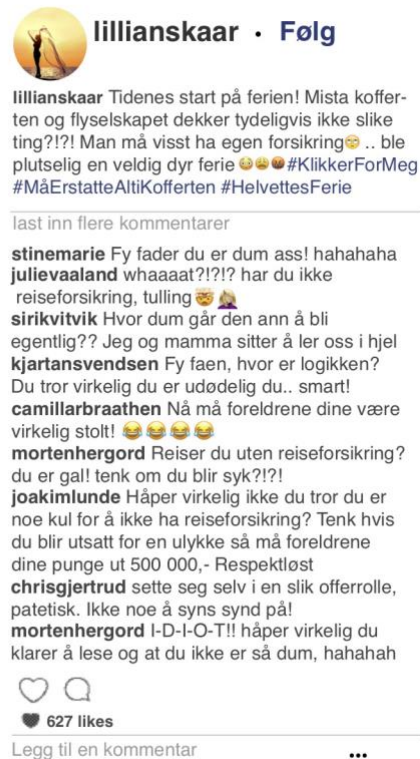 lillianskaar · Følg
lillianskaar Tidenes start på ferien! Mista koffer-
ten og flyselskapet dekker tydeligvis ikke slike
ting?!?! Man må visst ha egen forsikring🙄 .. ble
plutselig en veldig dyr ferie 😥😩🤬#KlikkerForMeg
#MåErstatteAltiKofferten #HelvettesFerie
last inn flere kommentarer
stinemarie Fy fader du er dum ass! hahahaha
julievaaland whaaaat?!?!? har du ikke
reiseforsikring, tulling 🤯 🤦‍♀️
sirikvitvik Hvor dum går den ann å bli
egentlig?? Jeg og mamma sitter å ler oss i hjel
kjartansvendsen Fy faen, hvor er logikken?
Du tror virkelig du er udødelig du.. smart!
camillarbraathen Nå må foreldrene dine være
virkelig stolt! 😂😂😂😂
mortenhergord Reiser du uten reiseforsikring?
du er gal! tenk om du blir syk?!?!
joakimlunde Håper virkelig ikke du tror du er
noe kul for å ikke ha reiseforsikring? Tenk hvis
du blir utsatt for en ulykke så må foreldrene
dine punge ut 500 000,- Respektløst
chrisgjertrud sette seg selv i en slik offerrolle,
patetisk. Ikke noe å syns synd på!
mortenhergord I-D-I-O-T!! håper virkelig du
klarer å lese og at du ikke er så dum, hahahah
627 likes
Legg til en kommentar ...